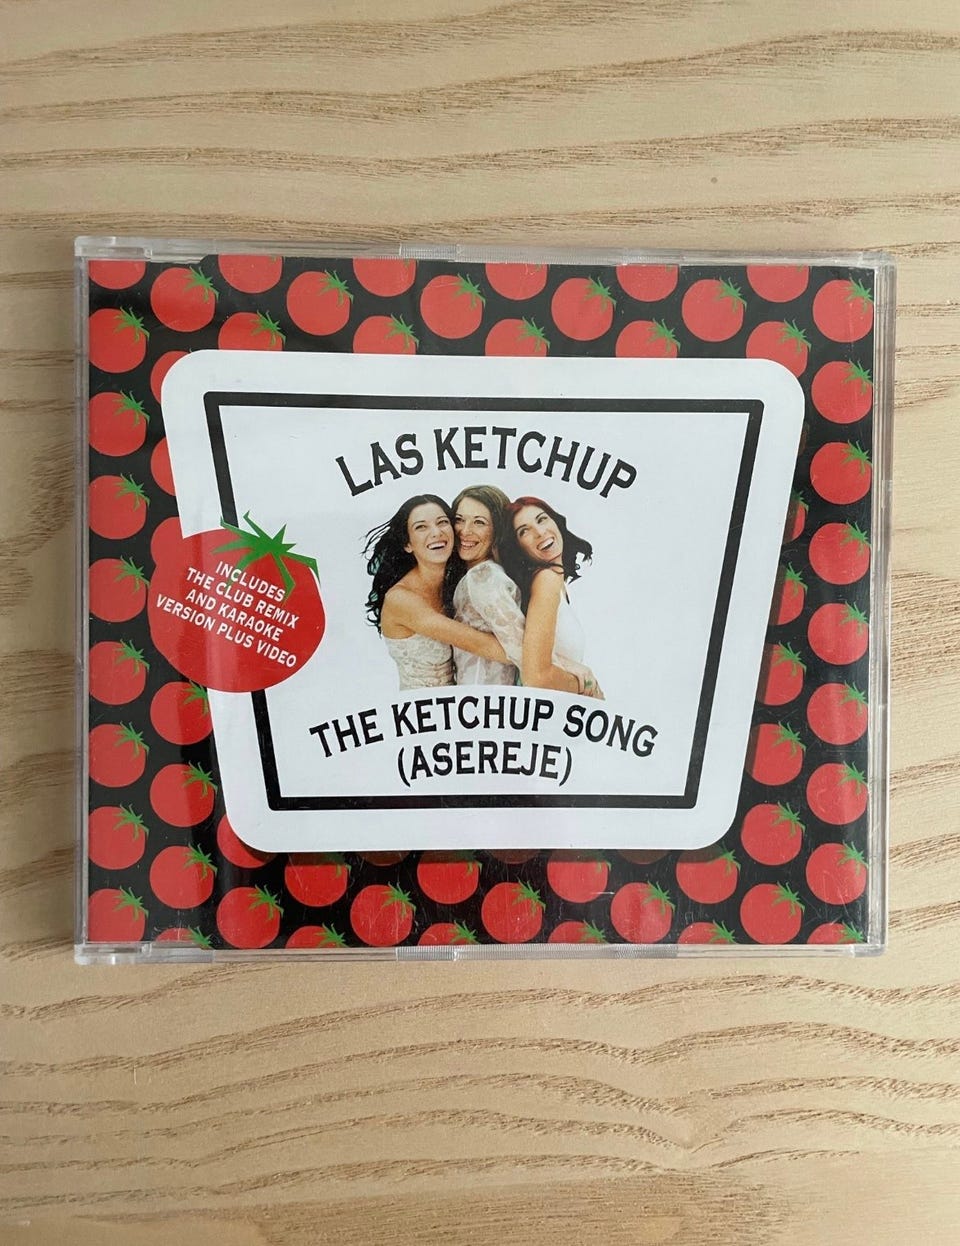 LAS KETCHUP
INCLUDES
THE CLUB REMIX
AND KARAOKE
VERSION PLUS VIDEO
THE KETCHUP SONG
(ASEREJE)